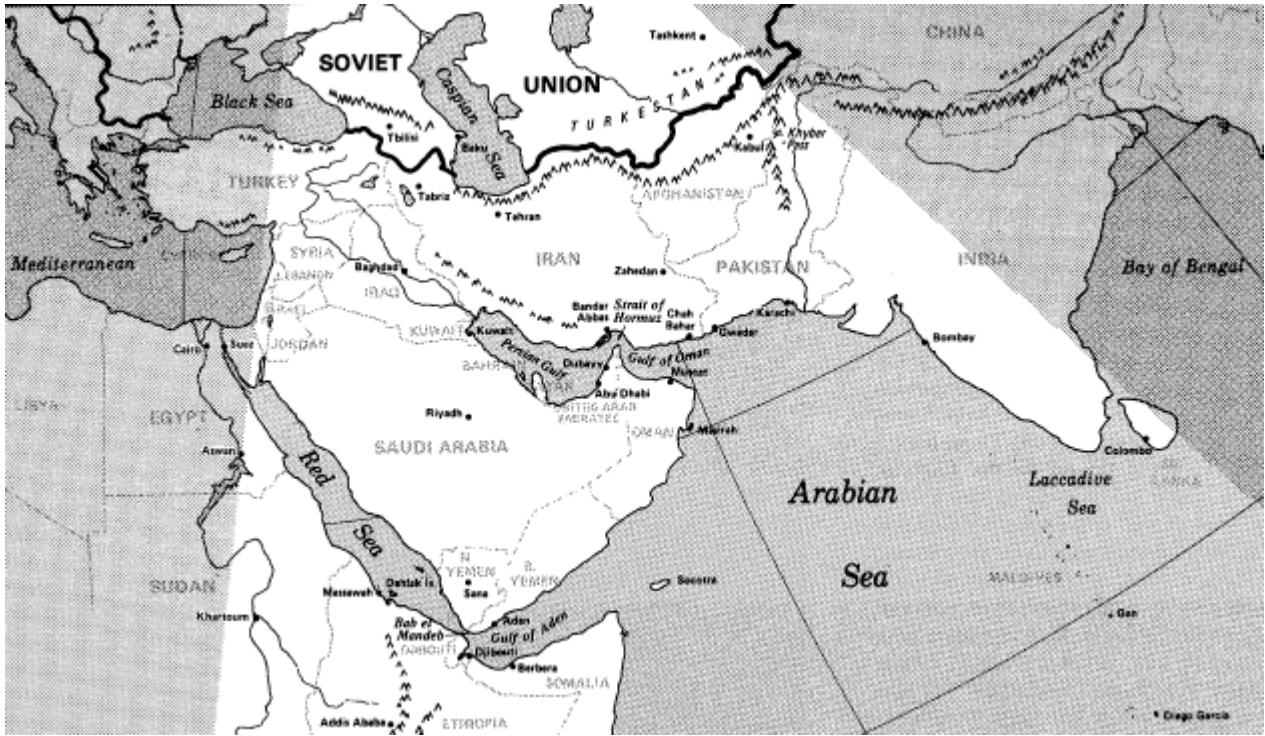 CHINA
Tashkent
SOVIET
UNION
Caspian
Sea
TURKESTAN
Black Sea
Tbilisi
Baku
Khyber
Pass
Kabul
TURKEY
Tabriz
AFGHANISTAN
Tehran
SYRIA
IRAN
Mediterranean
LEBANON
Baghdad
Zahedan
PAKISTAN
INDIA
Bay of Bengal
IRAQ
Bandar
Abbas
Strait of
Hormuz
Chah
Bahar
Karachi
ISRAEL
KUWAIT
Kuwait
Gwadar
Cairo
Suez
JORDAN
Bombay
Persian Gulf
Gulf of Oman
BAHRAIN
Dubayy
Muscat
Abu Dhabi
UNITED ARAB
EMIRATES
LIBYA
EGYPT
Riyadh
OMAN
SAUDI ARABIA
Aswan
Colombo
SRI
LANKA
Red
Sea
Arabian
Sea
Laccadive
Sea
SUDAN
N.
YEMEN
S.
YEMEN
Dahlak Is
Massawah
Sana
Socotra
MALDIVES
Khartoum
Gan
Bab el
Mandeb
Aden
Gulf of Aden
DJIBOUTI
Djibouti
Berbera
SOMALIA
Addis Ababa
ETIOPIA
Diego Garcia